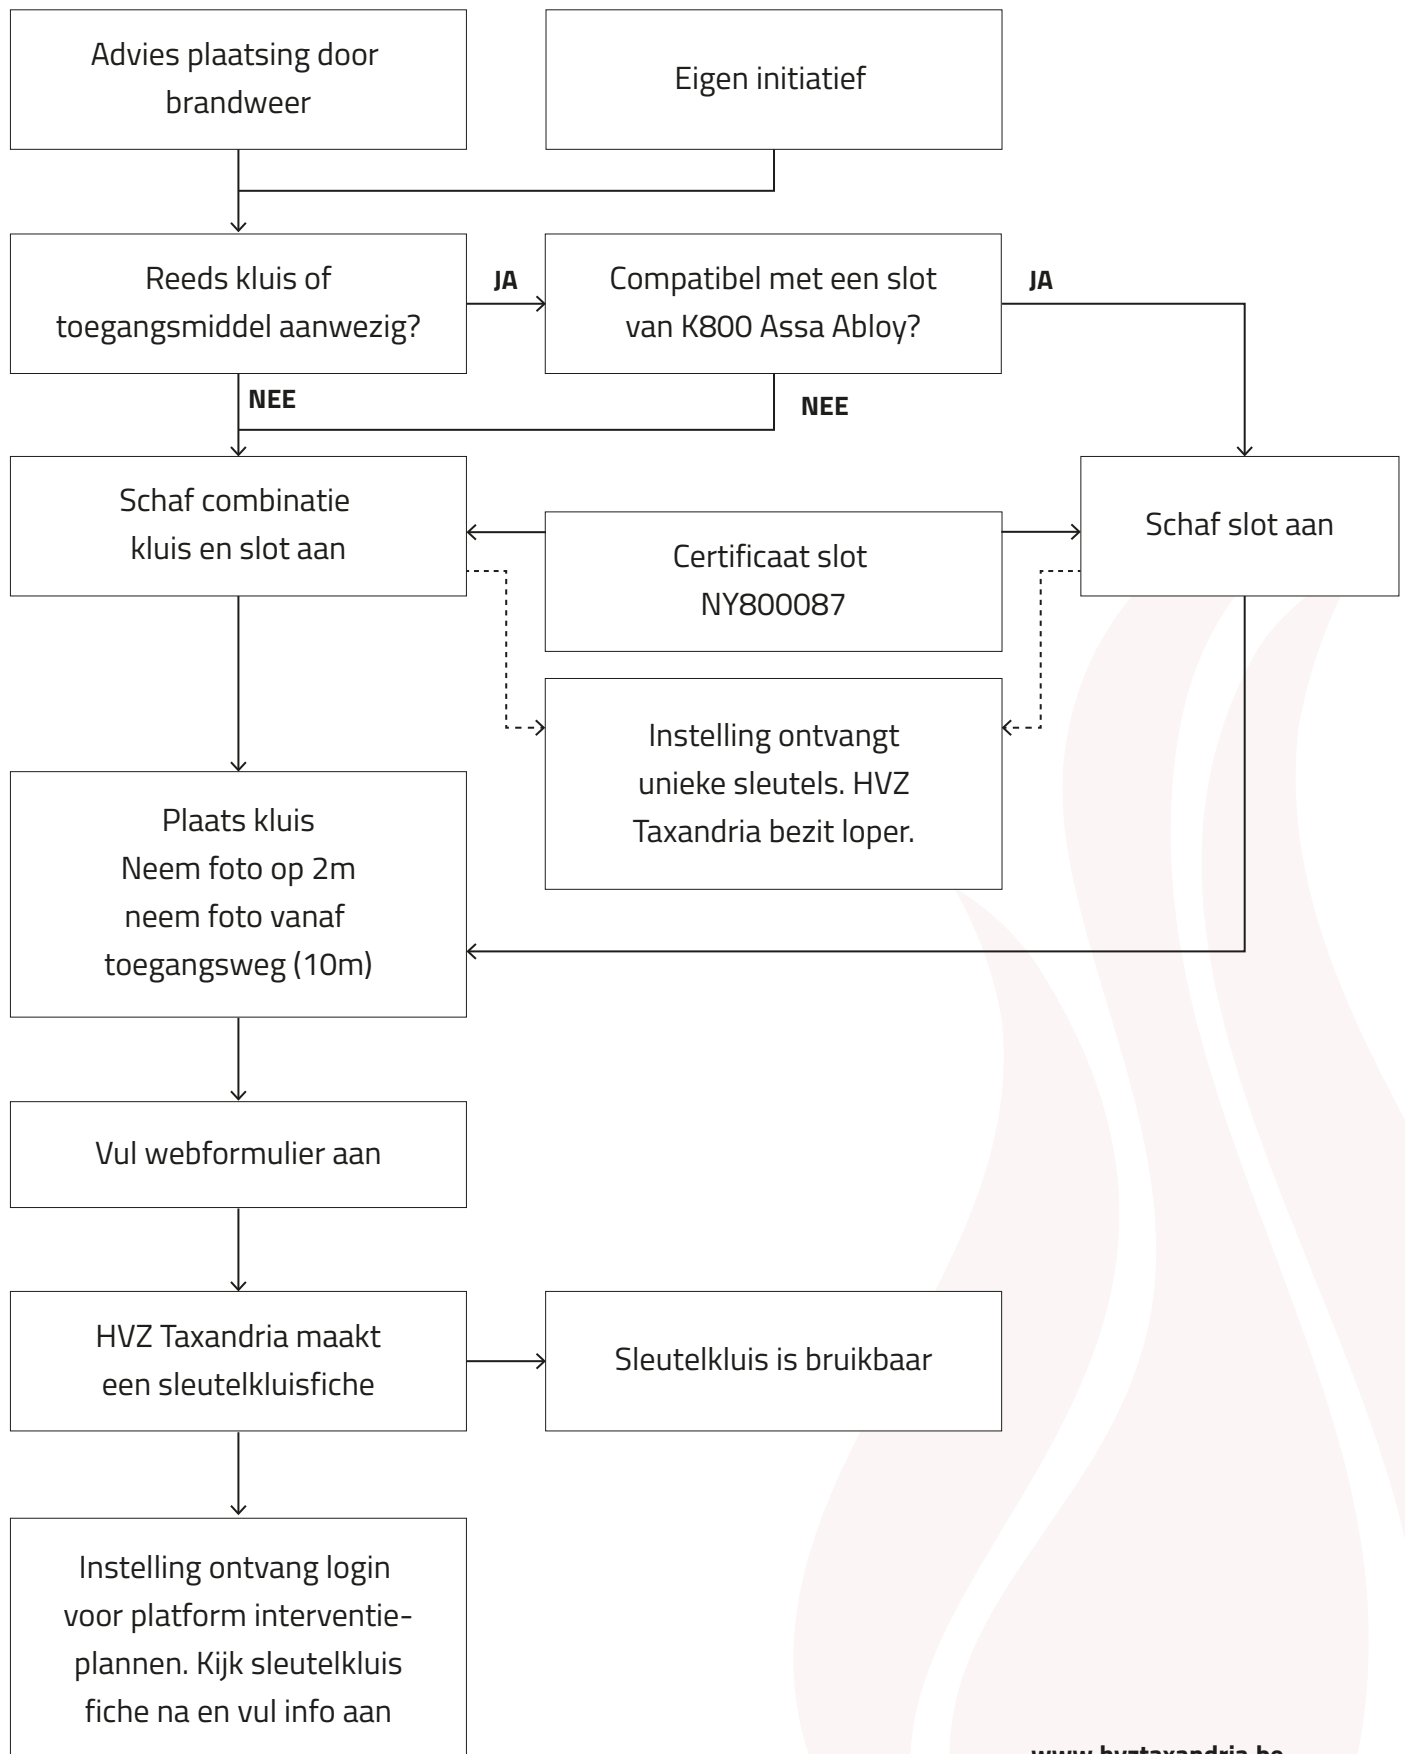 Advies plaatsing door
brandweer
Eigen initiatief
Reeds kluis of
toegangsmiddel aanwezig?
JA
Compatibel met een slot
van K800 Assa Abloy?
JA
NEE
NEE
Schaf combinatie
kluis en slot aan
Certificaat slot
NY800087
Schaf slot aan
Instelling ontvangt
unieke sleutels. HVZ
Taxandria bezit loper.
Plaats kluis
Neem foto op 2m
neem foto vanaf
toegangsweg (10m)
Vul webformulier aan
HVZ Taxandria maakt
een sleutelkluisfiche
Sleutelkluis is bruikbaar
Instelling ontvang login
voor platform interventie-
plannen. Kijk sleutelkluis
fiche na en vul info aan
www.hvztaxandria.be